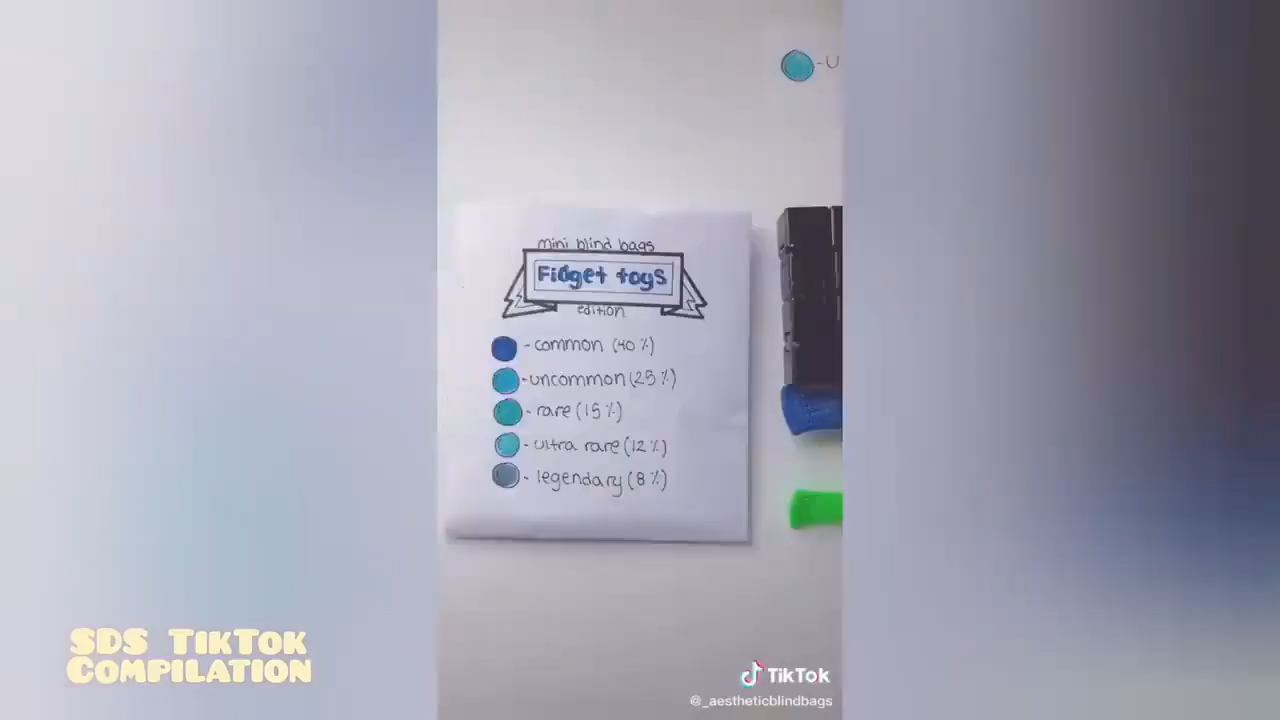 - U
mini blind bags
Fidget toys
edition
- common (40 %)
- uncommon (25 %)
- rare (15 %)
- ultra rare (12 %)
- legendary (8 %)
SDS TikTok
Compilation
TikTok
@_aestheticblindbags